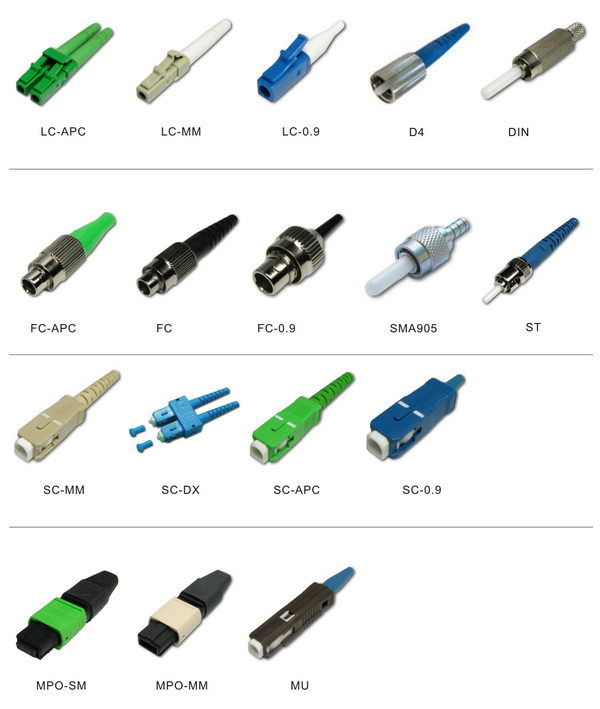 LC-APC
LC-MM
LC-0.9
D4
DIN
FC-APC
FC
FC-0.9
SMA905
ST
SC-MM
SC-DX
SC-APC
SC-0.9
MPO-SM
MPO-MM
MU